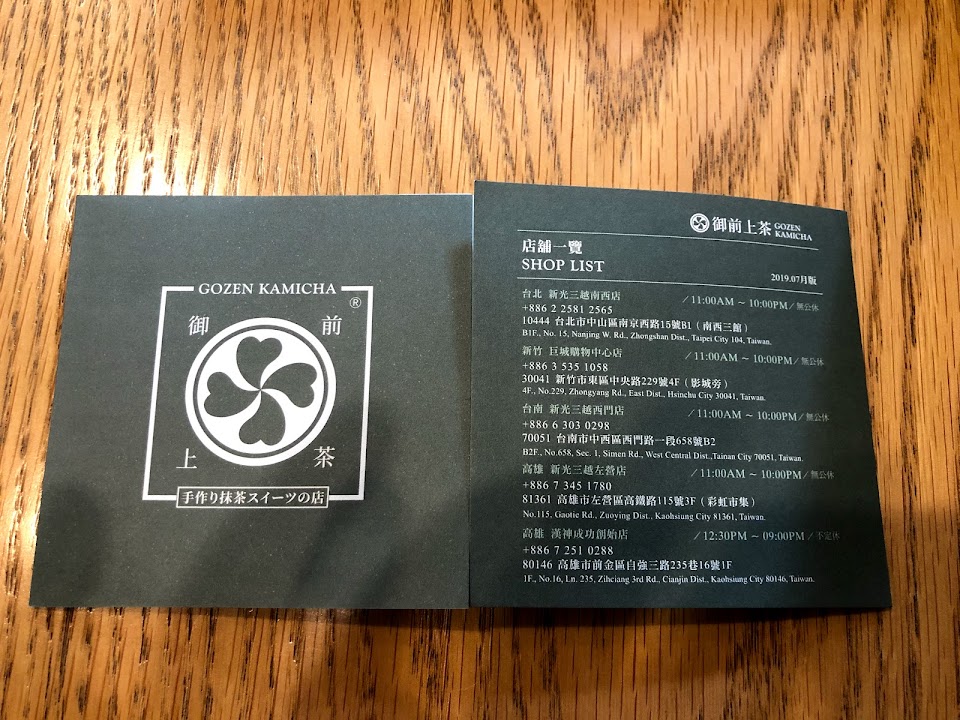 GOZEN KAMICHA
®
御 前
上 茶
手作り抹茶スイーツの店
御前上茶 GOZEN KAMICHA
店舖一覽
SHOP LIST
2019.07月版
台北 新光三越南西店 / 11:00AM ~ 10:00PM / 無公休
+886 2 2581 2565
10444 台北市中山區南京西路15號B1 ( 南西三館 )
B1F., No. 15, Nanjing W. Rd., Zhongshan Dist., Taipei City 104, Taiwan.
新竹 巨城購物中心店 / 11:00AM ~ 10:00PM / 無公休
+886 3 535 1058
30041 新竹市東區中央路229號4F ( 影城旁 )
4F., No.229, Zhongyang Rd., East Dist., Hsinchu City 30041, Taiwan.
台南 新光三越西門店 / 11:00AM ~ 10:00PM / 無公休
+886 6 303 0298
70051 台南市中西區西門路一段658號B2
B2F., No.658, Sec. 1, Simen Rd., West Central Dist.,Tainan City 70051, Taiwan.
高雄 新光三越左營店 / 11:00AM ~ 10:00PM / 無公休
+886 7 345 1780
81361 高雄市左營區高鐵路115號3F ( 彩虹市集 )
No.115, Gaotie Rd., Zuoying Dist., Kaohsiung City 81361, Taiwan.
高雄 漢神成功創始店 / 12:30PM ~ 09:00PM / 不定休
+886 7 251 0288
80146 高雄市前金區自強三路235巷16號1F
1F., No.16, Ln. 235, Zihciang 3rd Rd., Cianjin Dist., Kaohsiung City 80146, Taiwan.